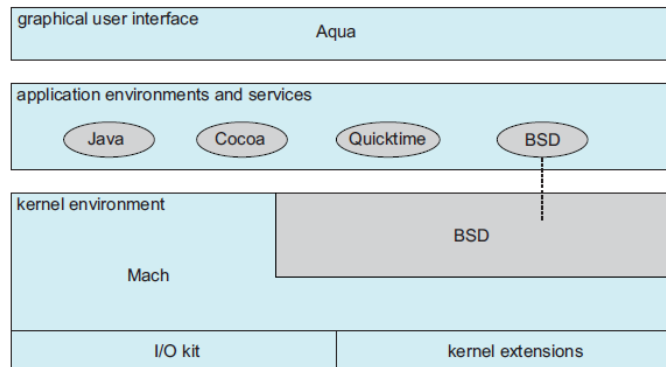 graphical user interface
Aqua
application environments and services
Java Cocoa Quicktime BSD
kernel environment
BSD
Mach
I/O kit kernel extensions